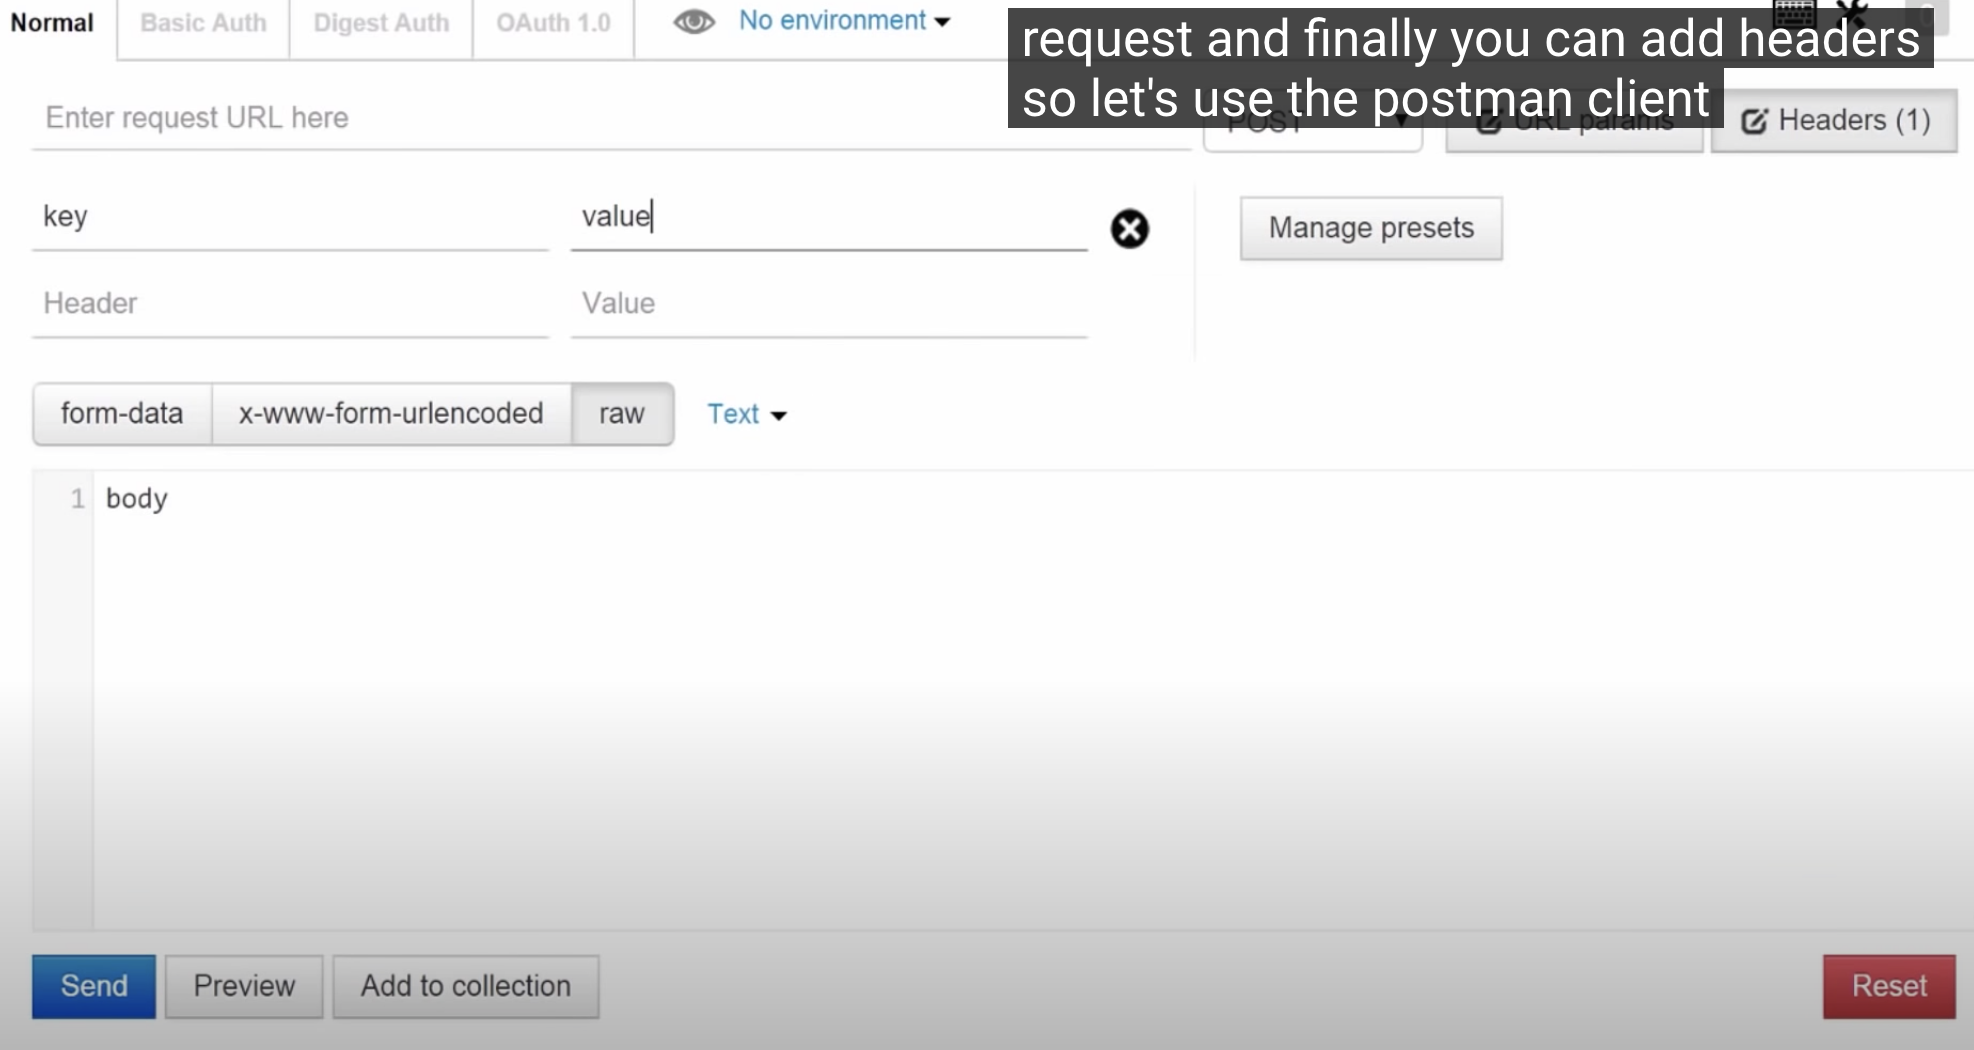 Normal Basic Auth Digest Auth OAuth 1.0 No environment
request and finally you can add headers
so let's use the postman client
Enter request URL here POST URL params Headers (1)
key value
Manage presets
Header Value
form-data x-www-form-urlencoded raw Text
1 body
Send Preview Add to collection Reset